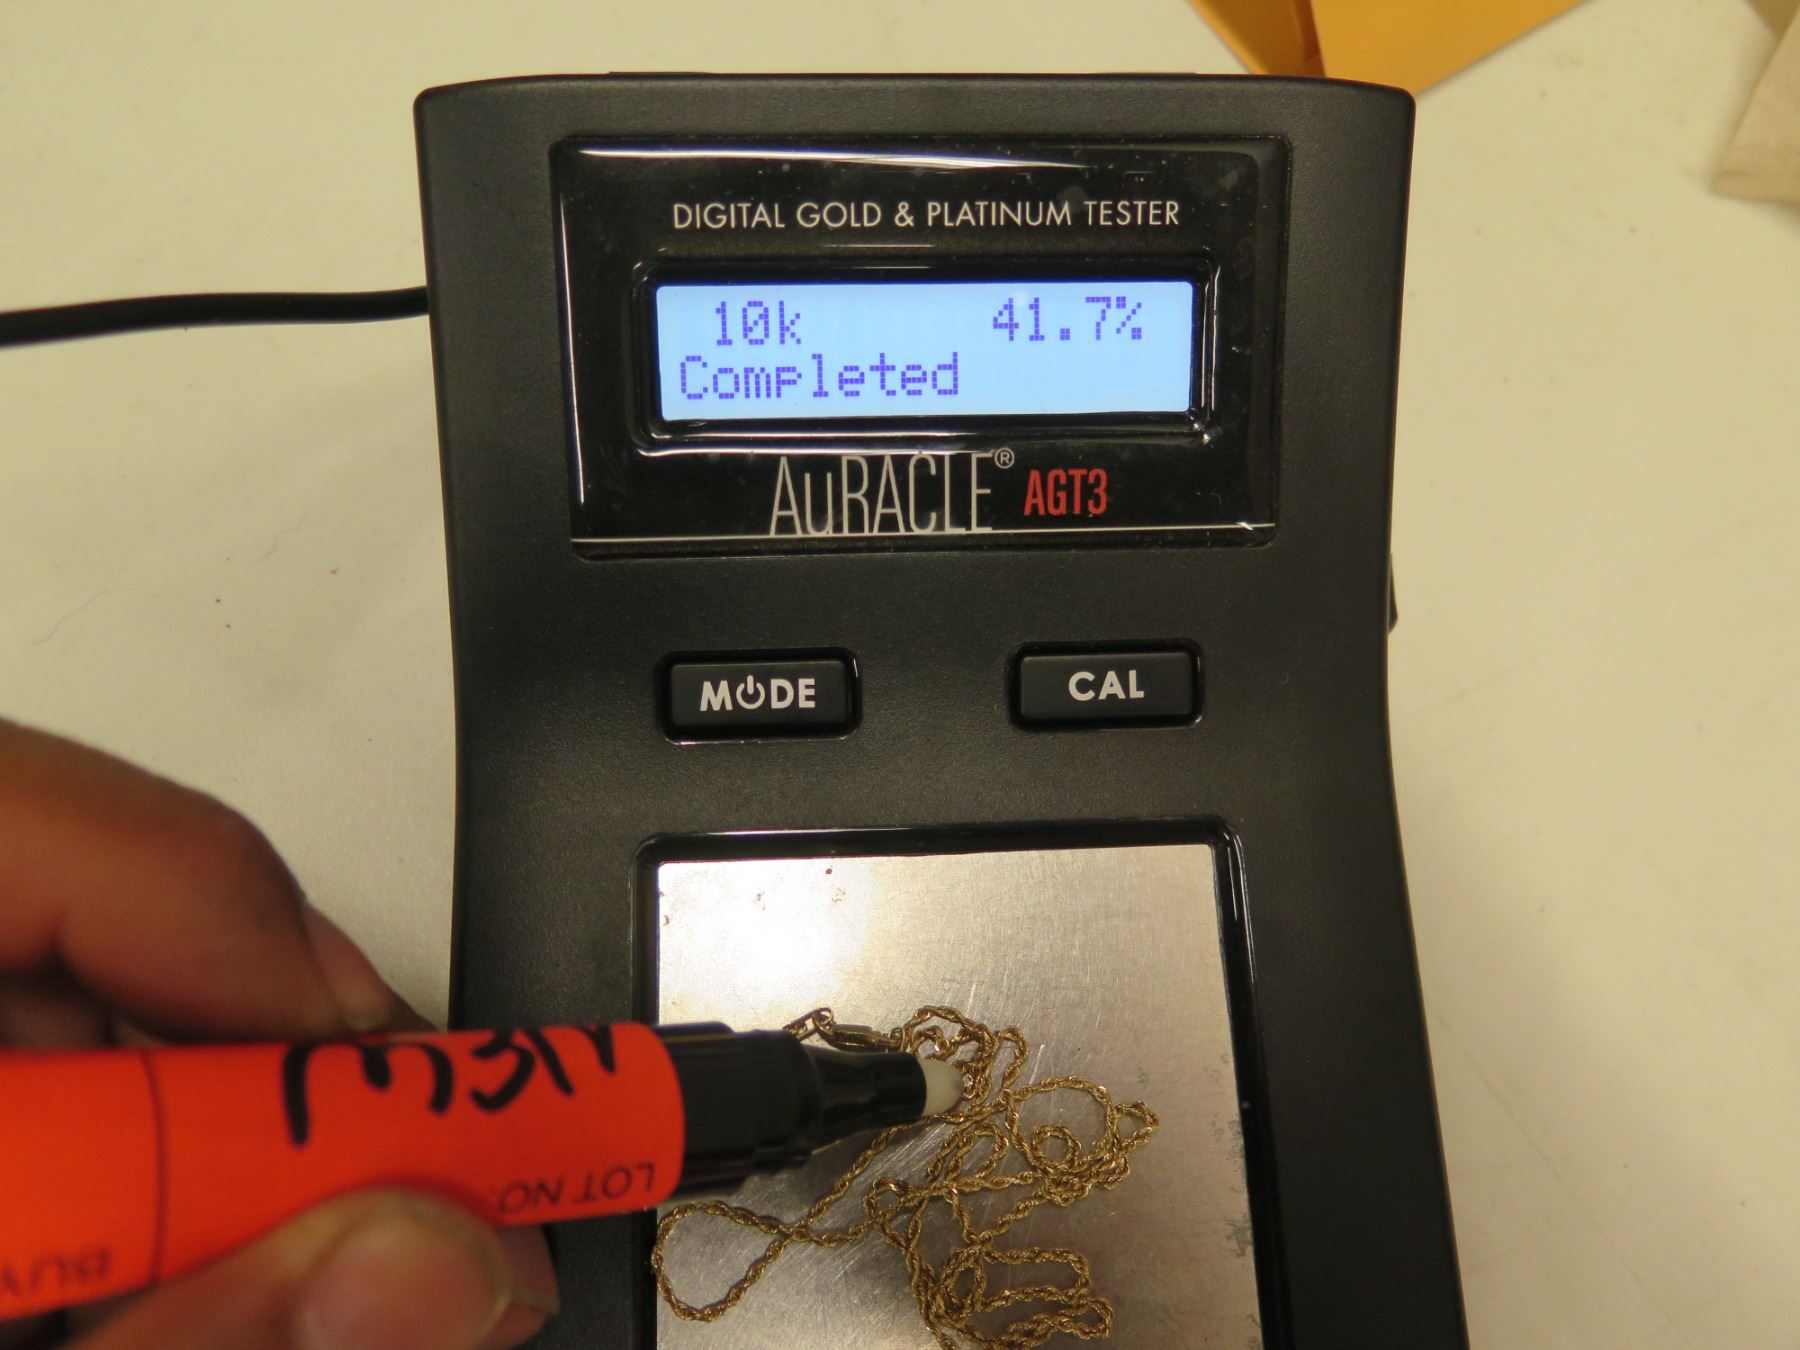 DIGITAL GOLD & PLATINUM TESTER
10k 41.7%
Completed
AuRACLE® AGT3
MODE
CAL
LOT NO